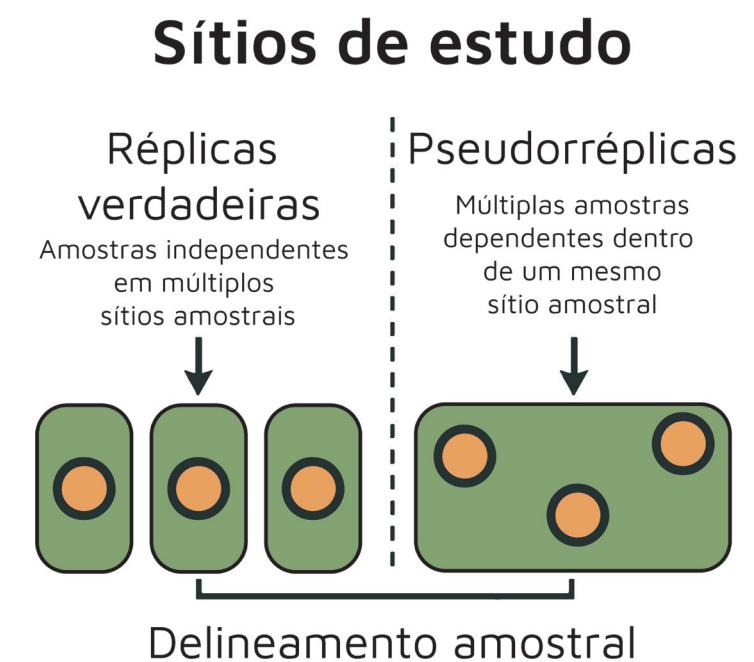 Sítios de estudo
Réplicas
verdadeiras
Amostras independentes
em múltiplos
sítios amostrais
Pseudorréplicas
Múltiplas amostras
dependentes dentro
de um mesmo
sítio amostral
Delineamento amostral